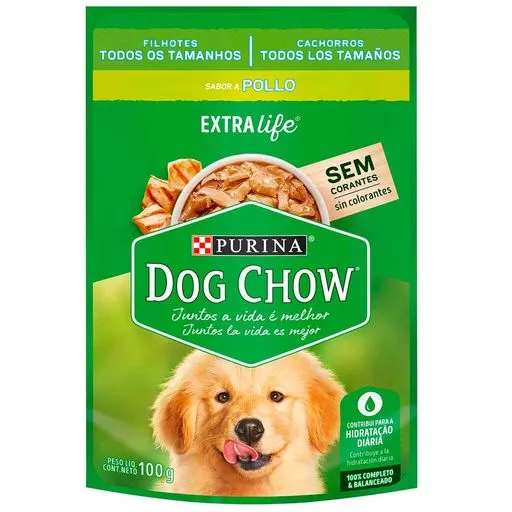 FILHOTES
TODOS OS TAMANHOS
CACHORROS
TODOS LOS TAMAÑOS
SABOR A POLLO
EXTRA life®
SEM
CORANTES
sin colorantes
PURINA®
DOG CHOW®
Juntos a vida é melhor
Juntos la vida es mejor
CONTRIBUI PARA A
HIDRATAÇÃO
DIÁRIA
Contribuye a la
hidratación diaria
100% COMPLETO
& BALANCEADO
PESO LÍQ.
CONT. NETO 100 g